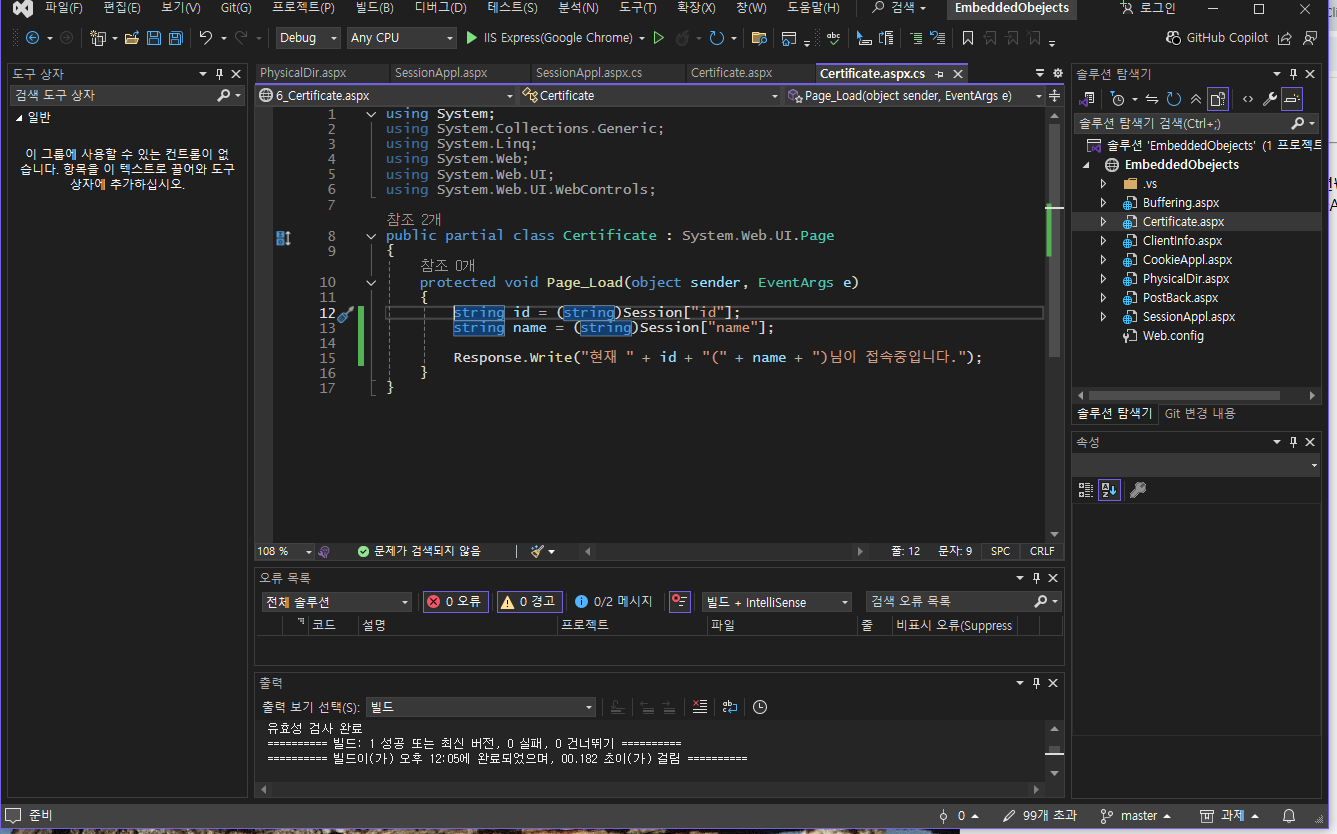 파일(F) 편집(E) 보기(V) Git(G) 프로젝트(P) 빌드(B) 디버그(D) 테스트(S) 분석(N) 도구(T) 확장(X) 창(W) 도움말(H) 검색 EmbeddedObejects 로그인
Debug Any CPU IIS Express(Google Chrome) GitHub Copilot
도구 상자
검색 도구 상자
일반
이 그룹에 사용할 수 있는 컨트롤이 없
습니다. 항목을 이 텍스트로 끌어와 도구
상자에 추가하십시오.
PhysicalDir.aspx SessionAppl.aspx SessionAppl.aspx.cs Certificate.aspx Certificate.aspx.cs
6_Certificate.aspx Certificate Page_Load(object sender, EventArgs e)
1 using System;
2 using System.Collections.Generic;
3 using System.Linq;
4 using System.Web;
5 using System.Web.UI;
6 using System.Web.UI.WebControls;
7
참조 2개
8 public partial class Certificate : System.Web.UI.Page
9 {
참조 0개
10 protected void Page_Load(object sender, EventArgs e)
11 {
12 string id = (string)Session["id"];
13 string name = (string)Session["name"];
14
15 Response.Write("현재 " + id + "(" + name + ")님이 접속중입니다.");
16 }
17 }
108 % 문제가 검색되지 않음 줄: 12 문자: 9 SPC CRLF
오류 목록
전체 솔루션 0 오류 0 경고 0/2 메시지 빌드 + IntelliSense 검색 오류 목록
코드 설명 프로젝트 파일 줄 비표시 오류(Suppress
출력
출력 보기 선택(S): 빌드
유효성 검사 완료
========== 빌드: 1 성공 또는 최신 버전, 0 실패, 0 건너뛰기 ==========
========== 빌드이(가) 오후 12:05에 완료되었으며, 00.182 초이(가) 걸림 ==========
솔루션 탐색기
솔루션 탐색기 검색(Ctrl+;)
솔루션 'EmbeddedObejects' (1 프로젝트
EmbeddedObejects
.vs
Buffering.aspx
Certificate.aspx
ClientInfo.aspx
CookieAppl.aspx
PhysicalDir.aspx
PostBack.aspx
SessionAppl.aspx
Web.config
솔루션 탐색기 Git 변경 내용
속성
준비 0 99개 초과 master 과제